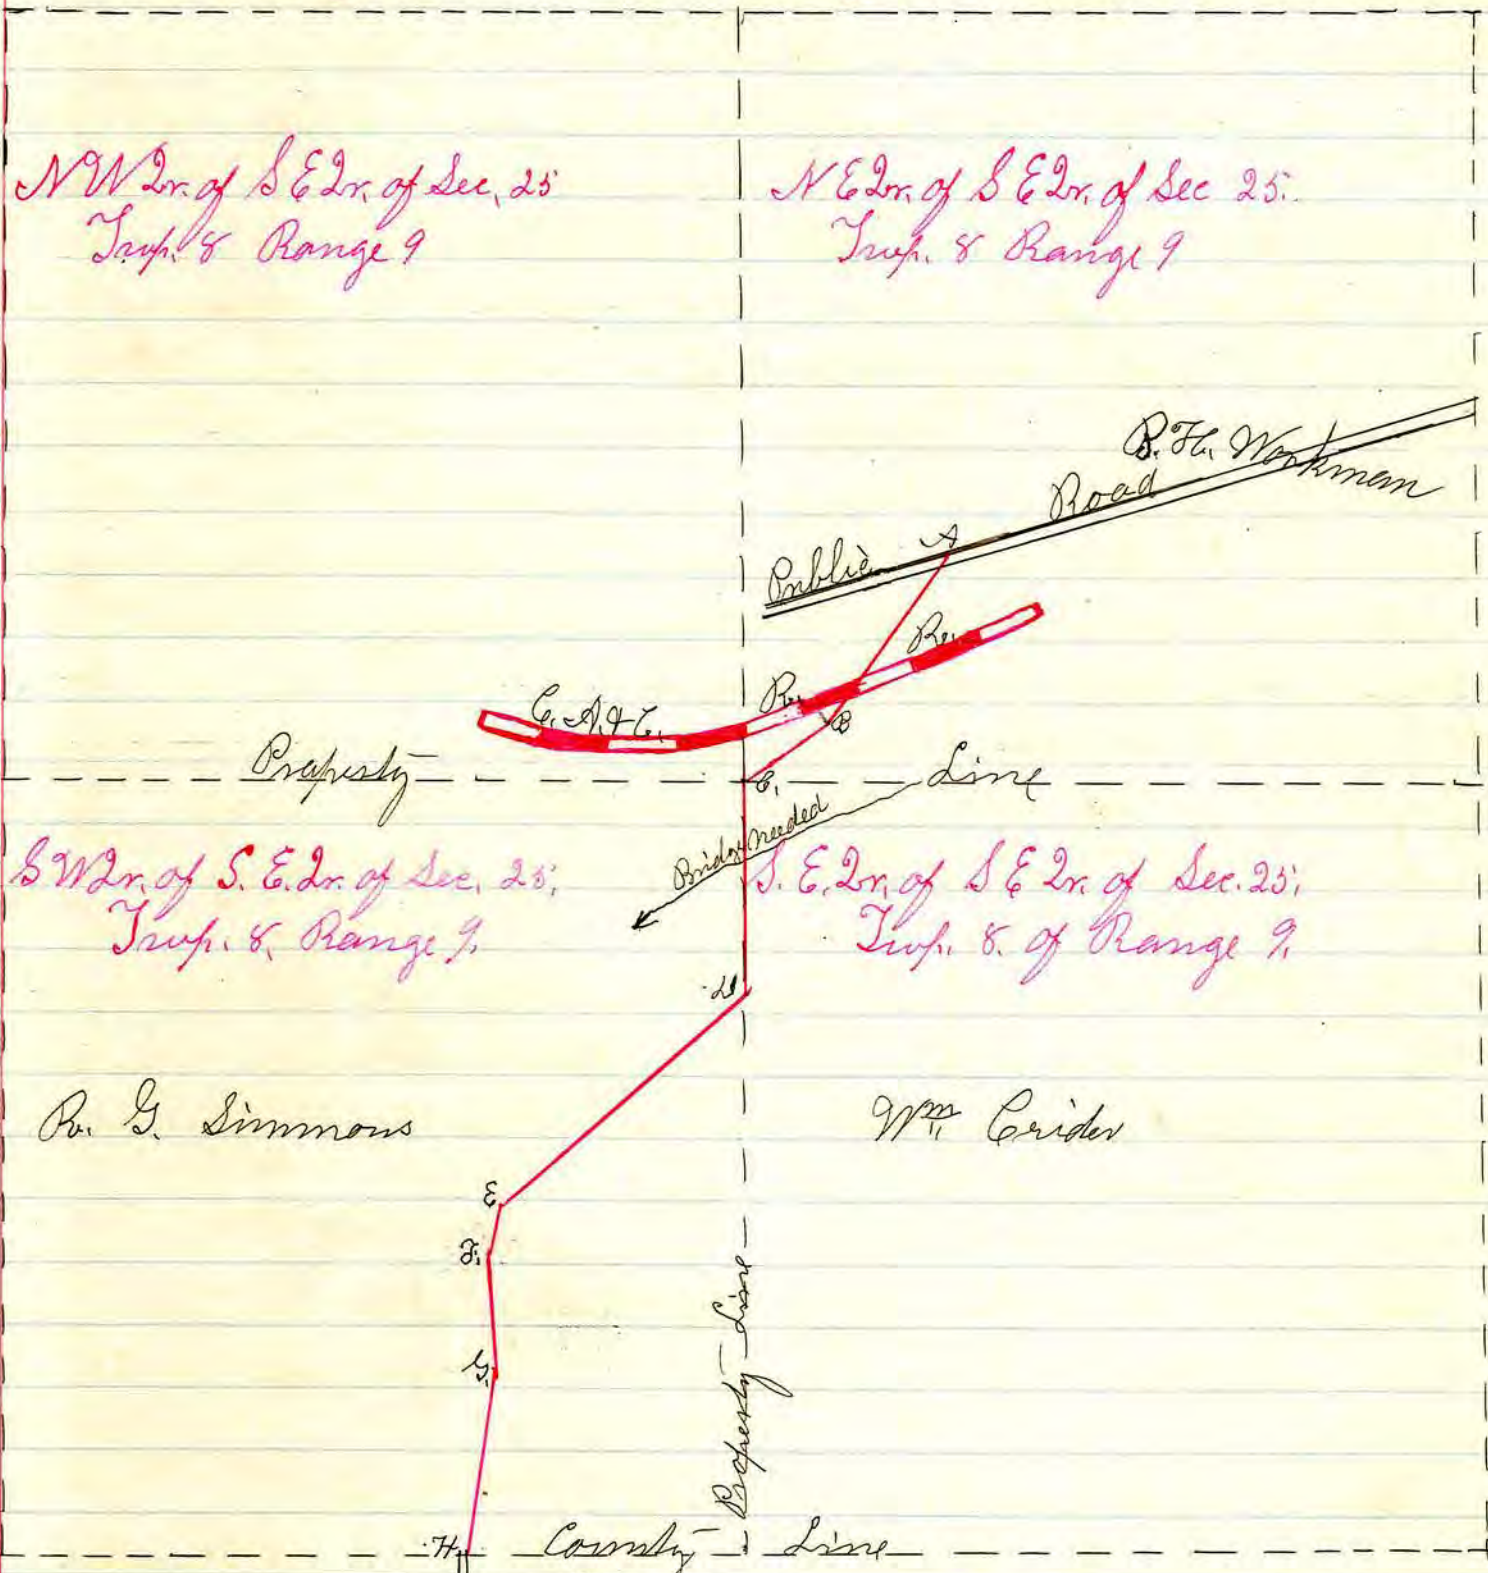 N W Qr. of S E Qr. of Sec, 25
Twp. 8 Range 9
N E Qr. of S E Qr. of Sec 25.
Twp. 8 Range 9
B. H. Workman
Public Road
A
R.
R.
C. A. & C.
B
Property Line
C.
Bridge needed
S W Qr. of S. E. Qr. of Sec, 25,
Twp. 8, Range 9,
S. E. Qr. of S E Qr. of Sec. 25,
Twp. 8. of Range 9,
D
R. G. Simmons
Wm Crider
E
F.
G.
Property Line
H
County Line